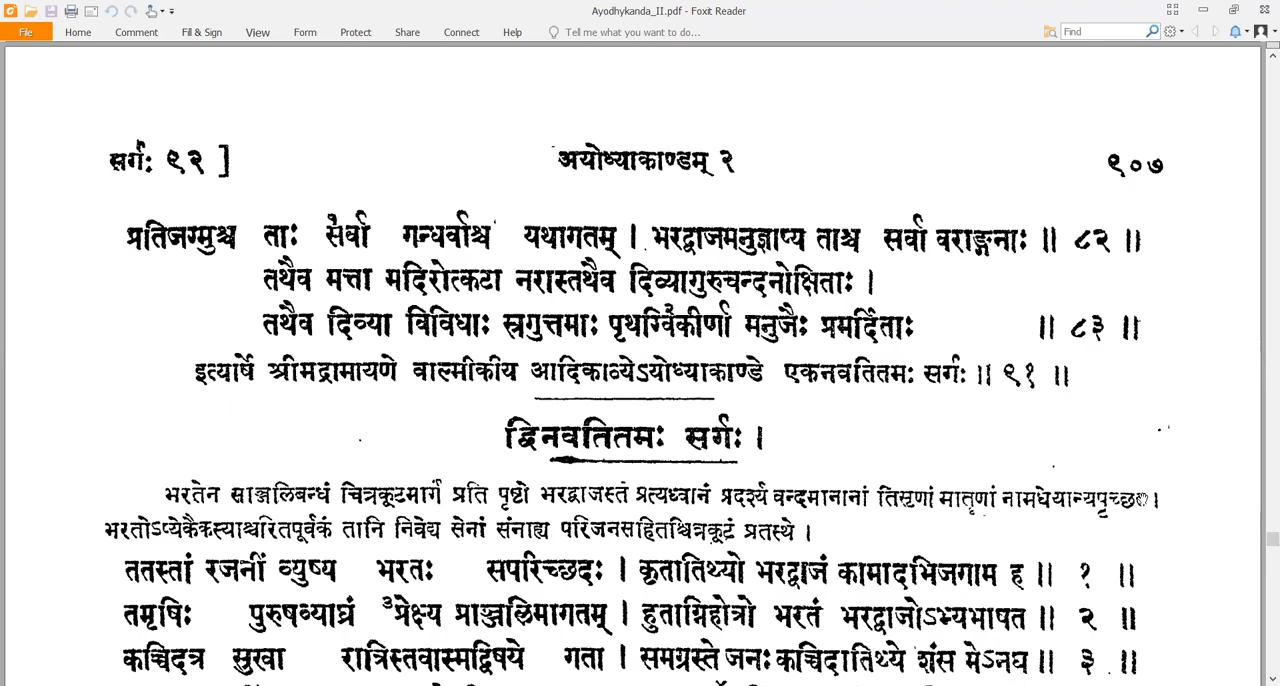 Ayodhykanda_II.pdf - Foxit Reader
File Home Comment Fill & Sign View Form Protect Share Connect Help Tell me what you want to do... Find
सर्गः ९२ ] अयोध्याकाण्डम् २ ९०७
प्रतिजग्मुश्च ताः सर्वा गन्धर्वाश्च यथागतम् । भरद्वाजमनुज्ञाप्य ताश्च सर्वा वराङ्गनाः ॥ ८२ ॥
तथैव मत्ता मदिरोत्कटा नरास्तथैव दिव्यागुरुचन्दनोक्षिताः ।
तथैव दिव्या विविधाः स्रगुत्तमाः पृथग्विकीर्णा मनुजैः प्रमर्दिताः ॥ ८३ ॥
इत्यार्षे श्रीमद्रामायणे वाल्मीकीय आदिकाव्येऽयोध्याकाण्डे एकनवतितमः सर्गः ॥ ९१ ॥
द्विनवतितमः सर्गः ।
भरतेन साञ्जलिबन्धं चित्रकूटमार्गं प्रति पृष्टो भरद्वाजस्तं प्रत्यध्वानं प्रदर्श्य वन्दमानानां तिसृणां मातॄणां नामधेयान्यपृच्छ।
भरतोऽप्येकैकस्याश्चरितपूर्वकं तानि निवेद्य सेनां संनाह्य परिजनसहितश्चित्रकूटं प्रतस्थे ।
ततस्तां रजनीं व्युष्य भरतः सपरिच्छदः । कृतातिथ्यो भरद्वाजं कामादभिजगाम ह ॥ १ ॥
तमृषिः पुरुषव्याघ्रं ३प्रेक्ष्य प्राञ्जलिमागतम् । हुताग्निहोत्रो भरतं भरद्वाजोऽभ्यभाषत ॥ २ ॥
कच्चिदत्र सुखा रात्रिस्तवास्मद्विषये गता । समग्रस्ते जनः कच्चिदातिथ्ये शंस मेऽनघ ॥ ३ ॥